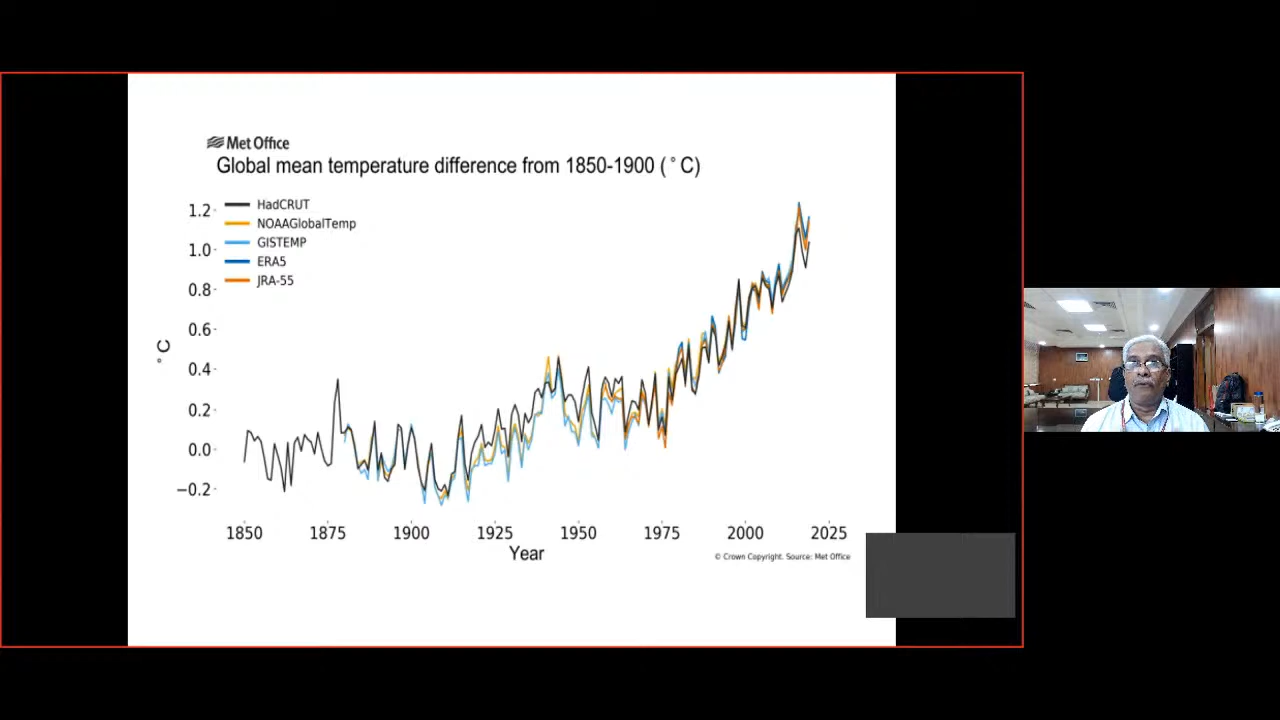 Met Office
Global mean temperature difference from 1850-1900 (°C)
HadCRUT
NOAAGlobalTemp
GISTEMP
ERA5
JRA-55
°C
1.2
1.0
0.8
0.6
0.4
0.2
0.0
−0.2
1850 1875 1900 1925 1950 1975 2000 2025
Year
© Crown Copyright. Source: Met Office